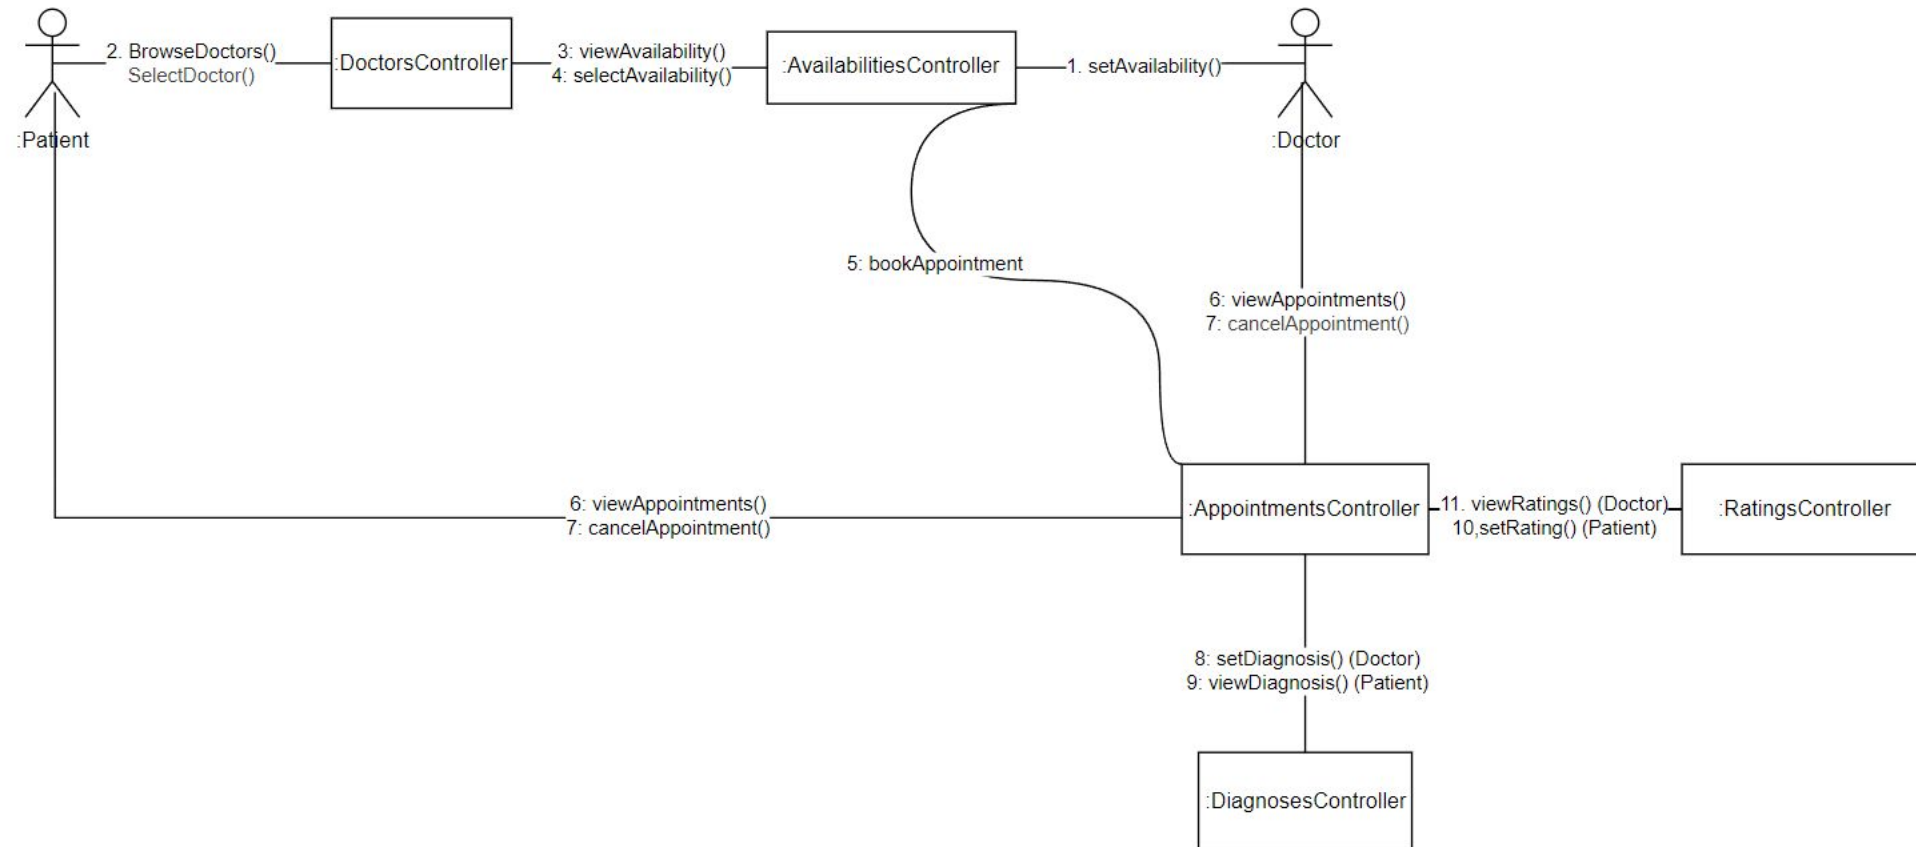 2. BrowseDoctors()
SelectDoctor()
:DoctorsController
3: viewAvailability()
4: selectAvailability()
:AvailabilitiesController
1. setAvailability()
:Patient
:Doctor
5: bookAppointment
6: viewAppointments()
7: cancelAppointment()
6: viewAppointments()
7: cancelAppointment()
:AppointmentsController
11. viewRatings() (Doctor)
10,setRating() (Patient)
:RatingsController
8: setDiagnosis() (Doctor)
9: viewDiagnosis() (Patient)
:DiagnosesController